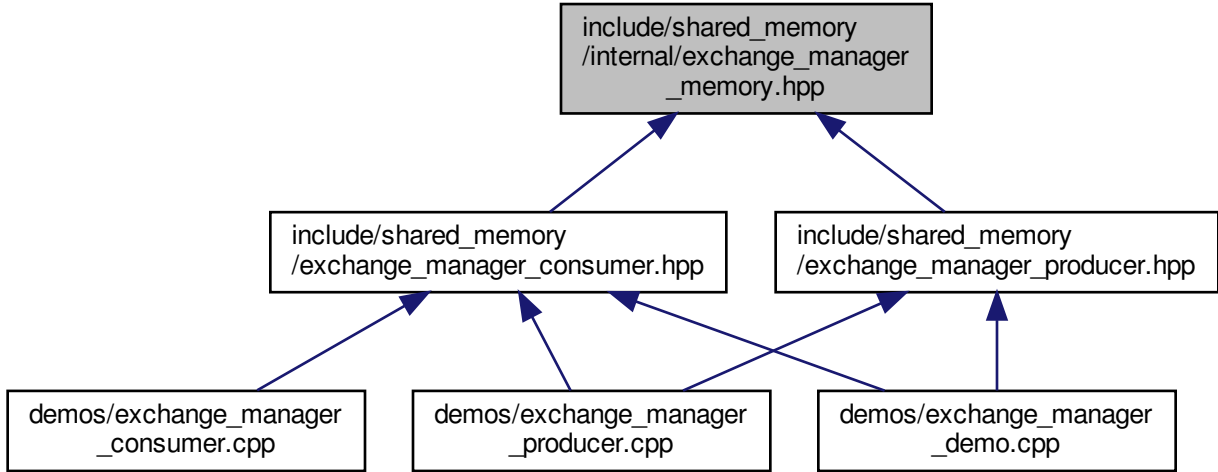 include/shared_memory
/internal/exchange_manager
_memory.hpp
include/shared_memory
/exchange_manager_consumer.hpp
include/shared_memory
/exchange_manager_producer.hpp
demos/exchange_manager
_consumer.cpp
demos/exchange_manager
_producer.cpp
demos/exchange_manager
_demo.cpp